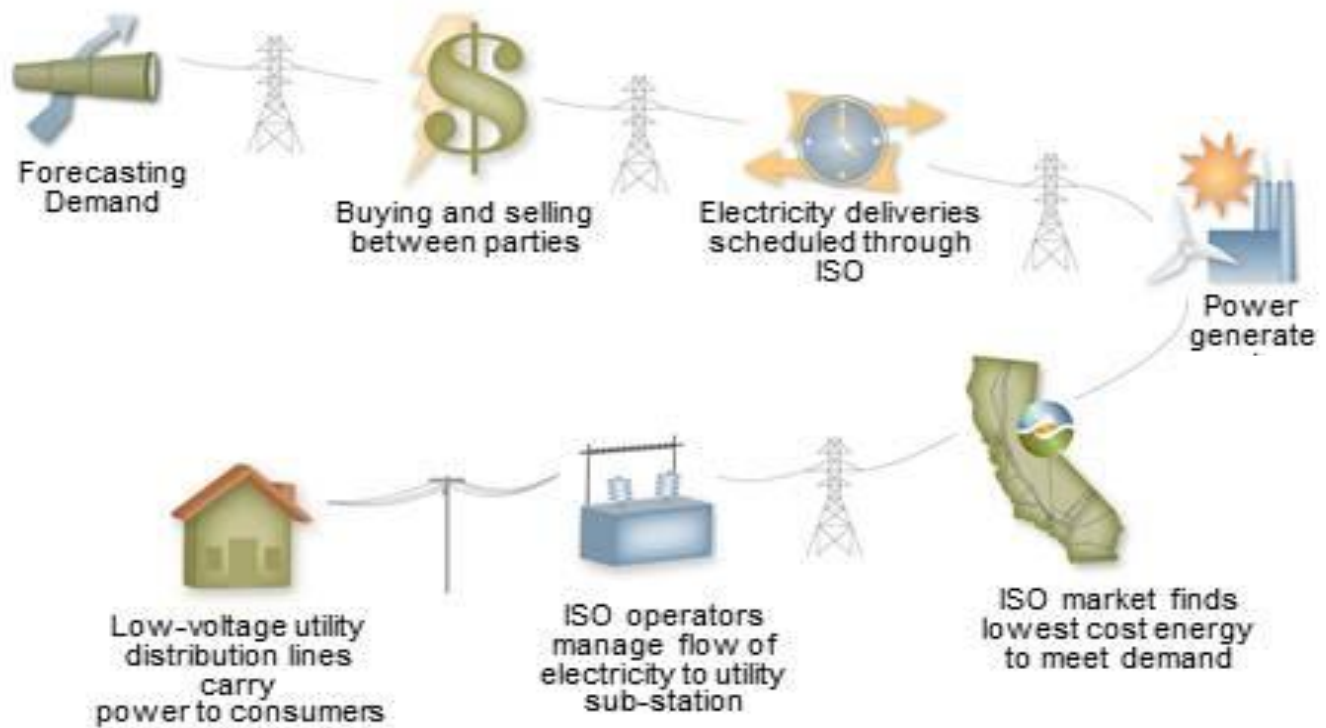 Forecasting
Demand
Buying and selling
between parties
Electricity deliveries
scheduled through
ISO
Power
generate
ISO market finds
lowest cost energy
to meet demand
ISO operators
manage flow of
electricity to utility
sub-station
Low-voltage utility
distribution lines
carry
power to consumers